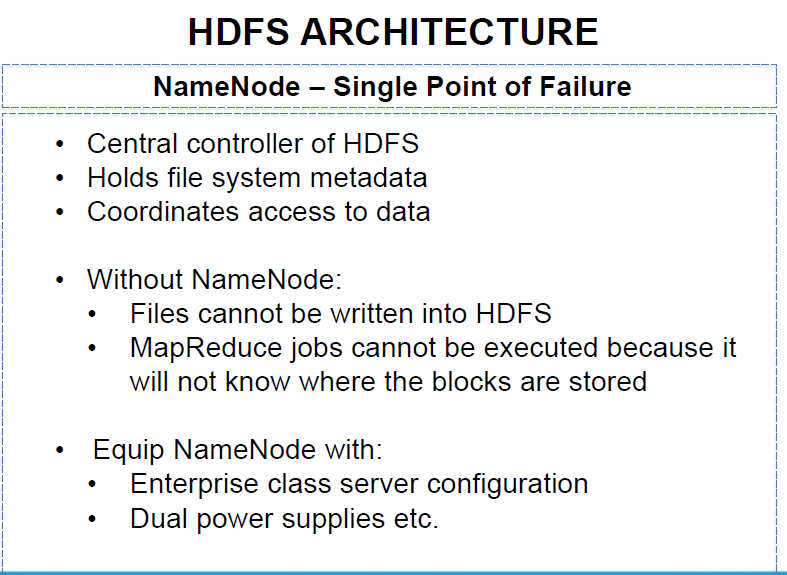 HDFS ARCHITECTURE
NameNode – Single Point of Failure
• Central controller of HDFS
• Holds file system metadata
• Coordinates access to data
• Without NameNode:
• Files cannot be written into HDFS
• MapReduce jobs cannot be executed because it
will not know where the blocks are stored
• Equip NameNode with:
• Enterprise class server configuration
• Dual power supplies etc.